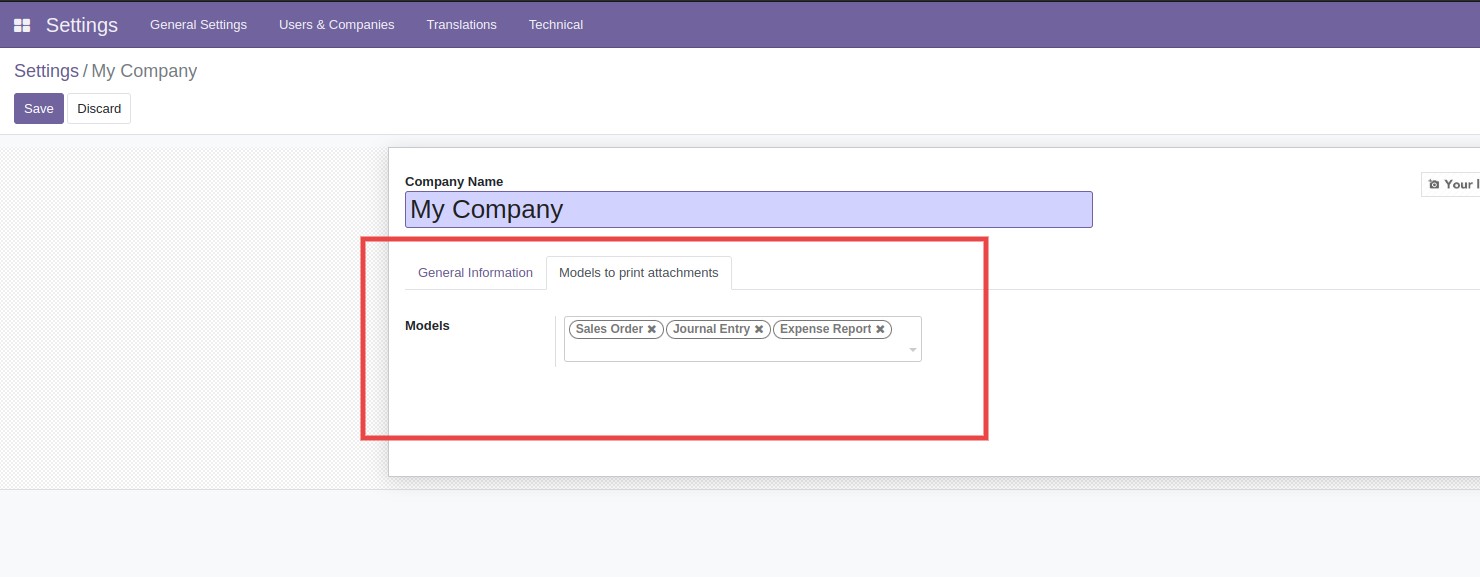 Settings General Settings Users & Companies Translations Technical
Settings / My Company
Save Discard
Company Name
Your
My Company
General Information Models to print attachments
Models Sales Order ✖ Journal Entry ✖ Expense Report ✖